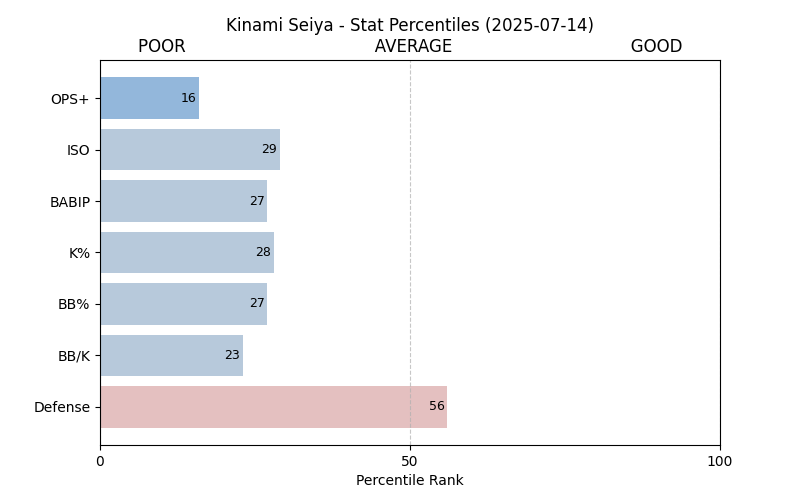 Kinami Seiya - Stat Percentiles (2025-07-14)
POOR AVERAGE GOOD
OPS+ 16
ISO 29
BABIP 27
K% 28
BB% 27
BB/K 23
Defense 56
0 50 100
Percentile Rank